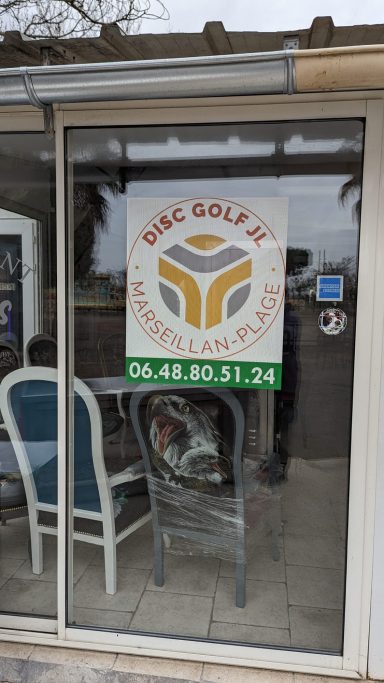 DISC GOLF JL
• MARSEILLAN-PLAGE •
06.48.80.51.24